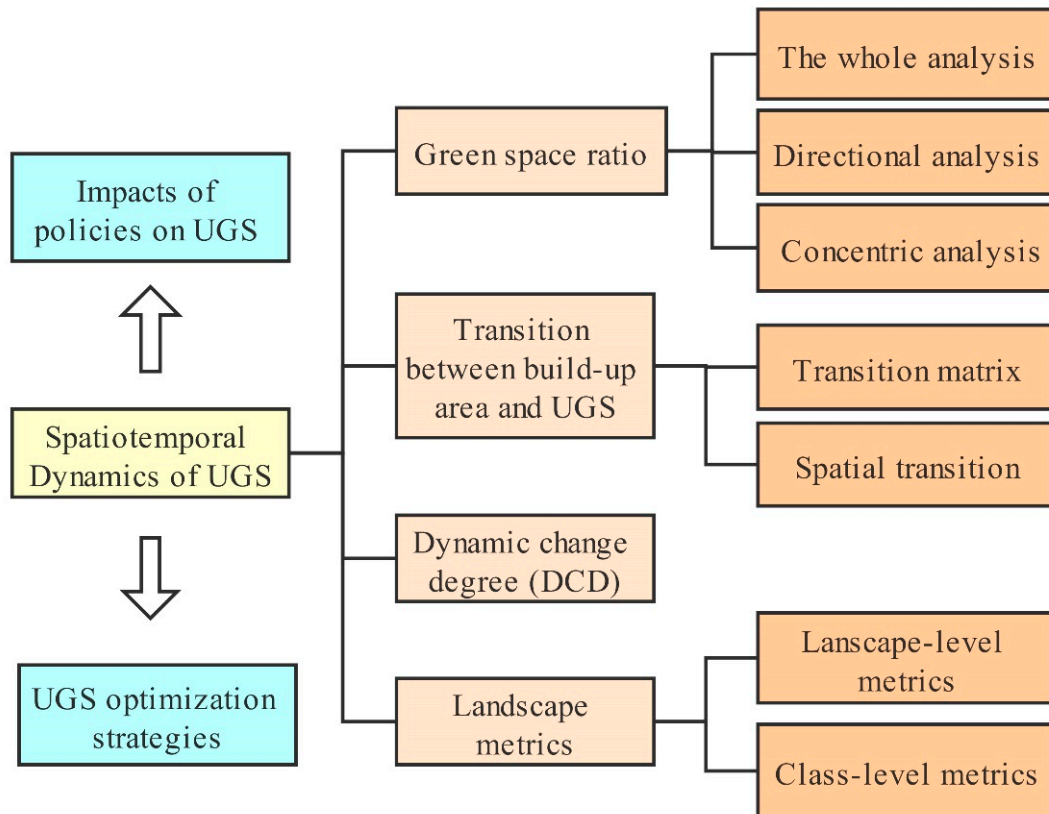 Impacts of
policies on UGS
Spatiotemporal
Dynamics of UGS
UGS optimization
strategies
Green space ratio
Transition
between build-up
area and UGS
Dynamic change
degree (DCD)
Landscape
metrics
The whole analysis
Directional analysis
Concentric analysis
Transition matrix
Spatial transition
Lanscape-level
metrics
Class-level metrics